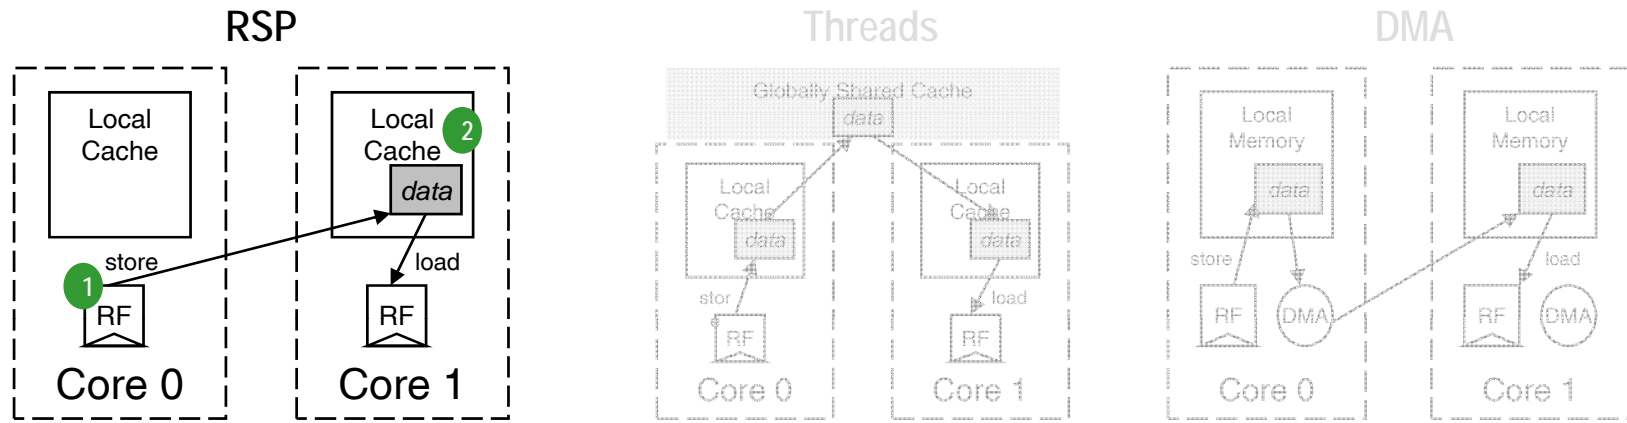 RSP
Local
Cache
store
1
RF
Core 0
Local
Cache
2
data
load
RF
Core 1
Threads
Globally Shared Cache
data
Local
Cache
data
stor
e
RF
Core 0
Local
Cache
data
load
RF
Core 1
DMA
Local
Memory
data
store
RF
DMA
Core 0
Local
Memory
data
load
RF
DMA
Core 1